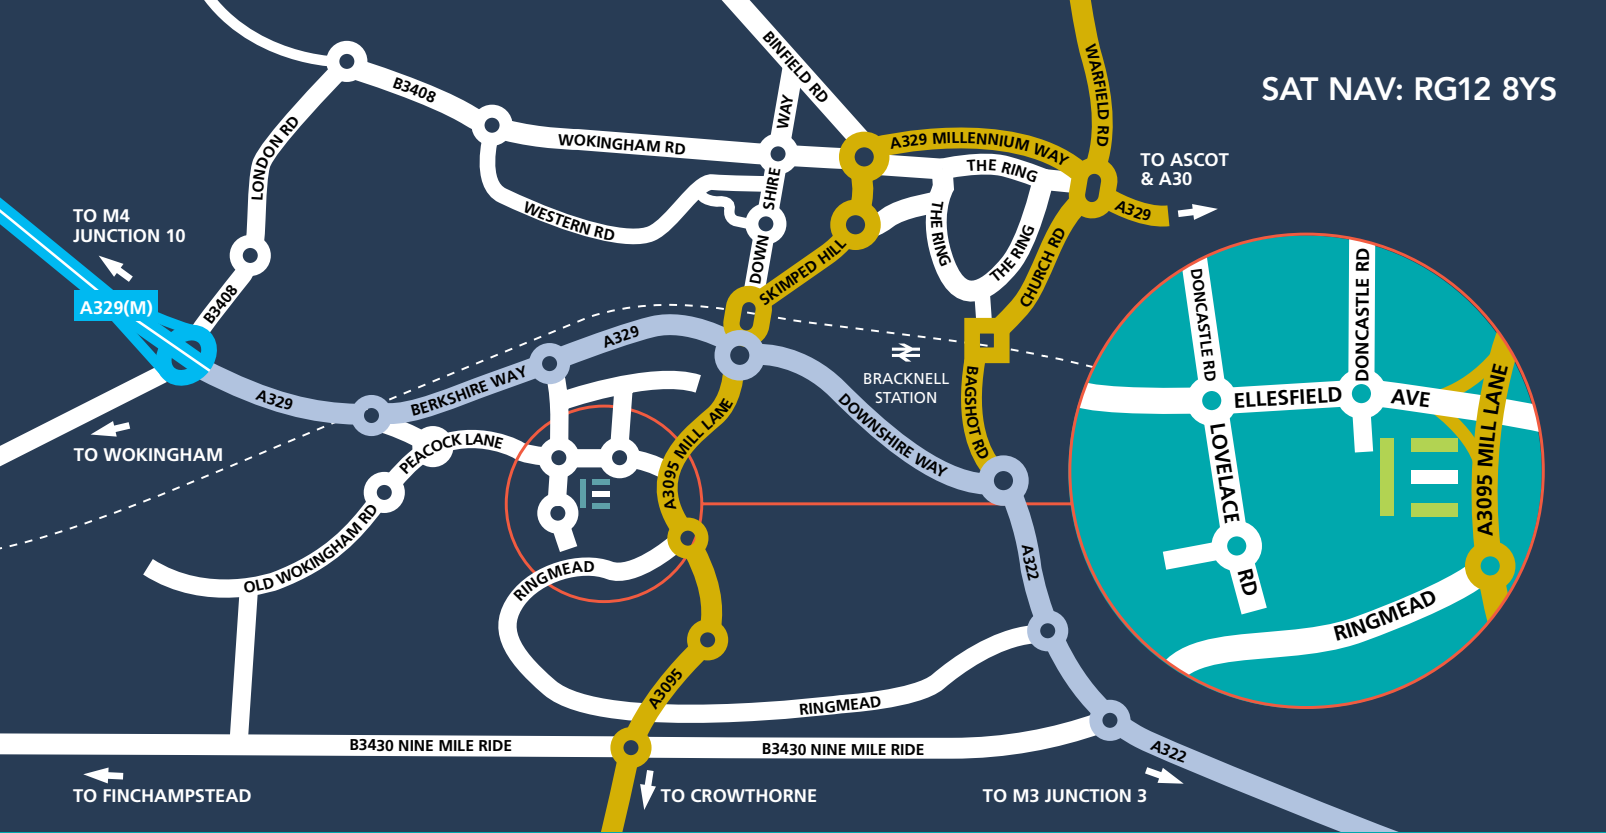 SAT NAV: RG12 8YS
BINFIELD RD
WARFIELD RD
B3408
WAY
A329 MILLENNIUM WAY
LONDON RD
WOKINGHAM RD
THE RING
TO ASCOT
& A30
SHIRE
A329
TO M4
JUNCTION 10
WESTERN RD
THE RING
THE RING
CHURCH RD
DOWN
SKIMPED HILL
A329(M)
B3408
A329
BERKSHIRE WAY
A329
BRACKNELL
STATION
BAGSHOT RD
DOWNSHIRE WAY
TO WOKINGHAM
PEACOCK LANE
A3095 MILL LANE
OLD WOKINGHAM RD
RINGMEAD
A322
A3095
RINGMEAD
B3430 NINE MILE RIDE
B3430 NINE MILE RIDE
A322
TO FINCHAMPSTEAD
TO CROWTHORNE
TO M3 JUNCTION 3
DONCASTLE RD
DONCASTLE RD
ELLESFIELD
AVE
A3095 MILL LANE
LOVELACE
RD
RINGMEAD